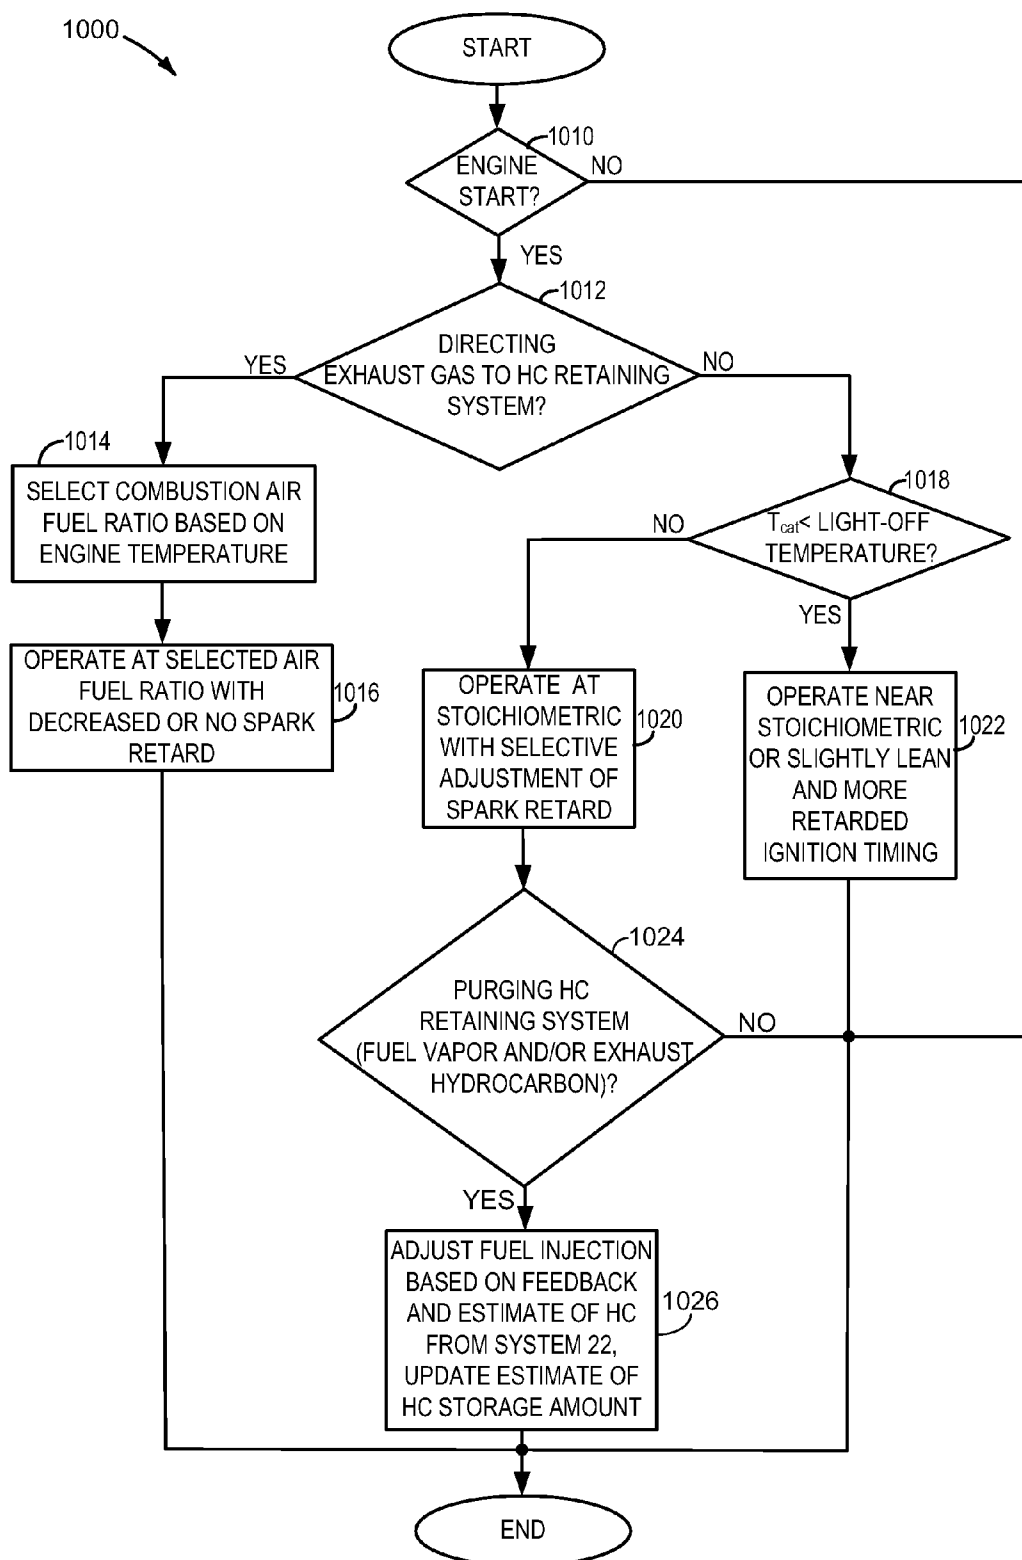 1000
START
1010
ENGINE
START?
NO
YES
1012
DIRECTING
EXHAUST GAS TO HC RETAINING
SYSTEM?
YES
NO
1014
SELECT COMBUSTION AIR
FUEL RATIO BASED ON
ENGINE TEMPERATURE
1018
Tcat< LIGHT-OFF
TEMPERATURE?
NO
YES
OPERATE AT SELECTED AIR
FUEL RATIO WITH
DECREASED OR NO SPARK
RETARD
1016
OPERATE AT
STOICHIOMETRIC
WITH SELECTIVE
ADJUSTMENT OF
SPARK RETARD
1020
OPERATE NEAR
STOICHIOMETRIC
OR SLIGHTLY LEAN
AND MORE
RETARDED
IGNITION TIMING
1022
1024
PURGING HC
RETAINING SYSTEM
(FUEL VAPOR AND/OR EXHAUST
HYDROCARBON)?
NO
YES
ADJUST FUEL INJECTION
BASED ON FEEDBACK
AND ESTIMATE OF HC
FROM SYSTEM 22,
UPDATE ESTIMATE OF
HC STORAGE AMOUNT
1026
END